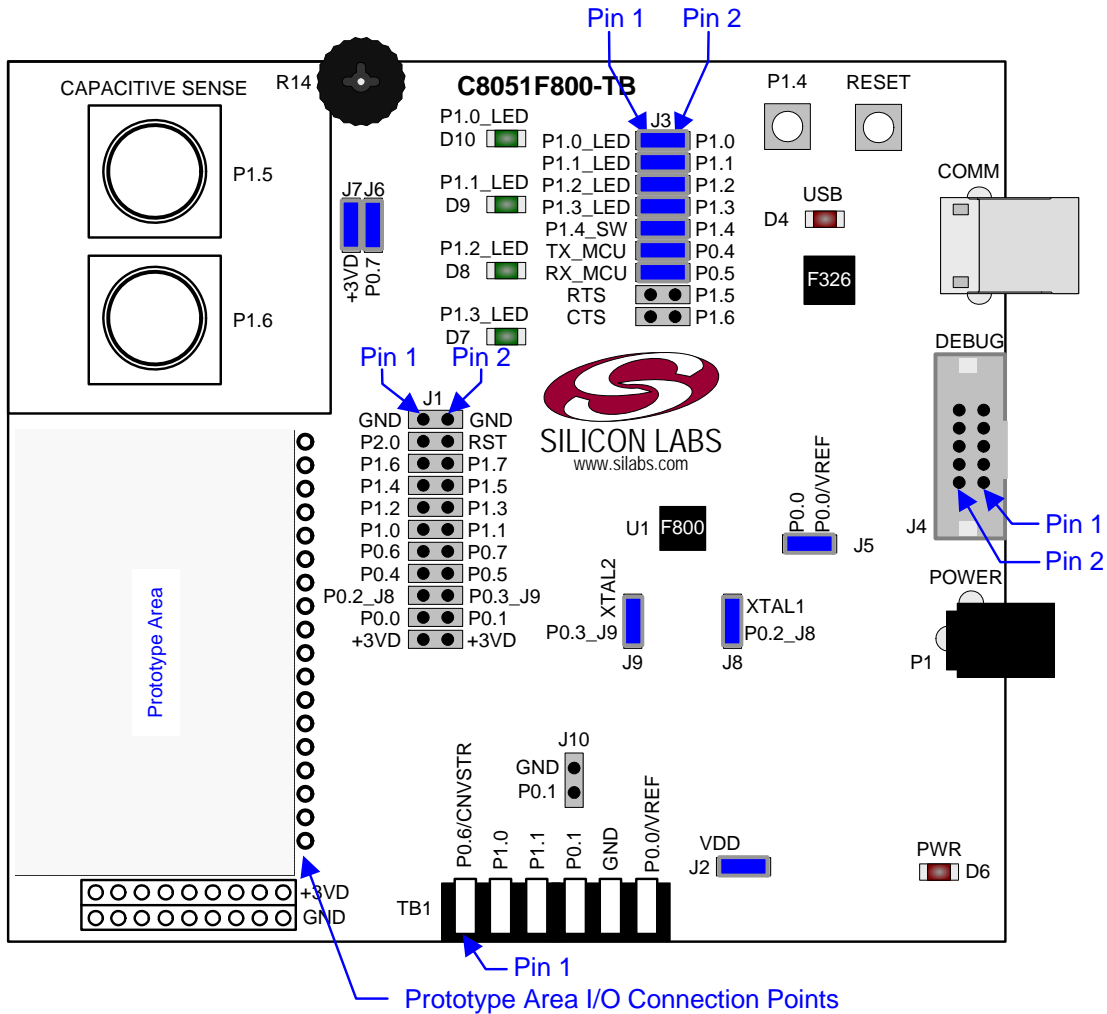 Pin 1 Pin 2
CAPACITIVE SENSE
R14
C8051F800-TB
P1.4
RESET
P1.5
P1.6
J7 J6
+3VD
P0.7
P1.0_LED
D10
P1.1_LED
D9
P1.2_LED
D8
P1.3_LED
D7
J3
P1.0_LED P1.0
P1.1_LED P1.1
P1.2_LED P1.2
P1.3_LED P1.3
P1.4_SW P1.4
TX_MCU P0.4
RX_MCU P0.5
RTS P1.5
CTS P1.6
USB
D4
F326
COMM
DEBUG
J4
Pin 1
Pin 2
Pin 1 Pin 2
J1
GND GND
P2.0 RST
P1.6 P1.7
P1.4 P1.5
P1.2 P1.3
P1.0 P1.1
P0.6 P0.7
P0.4 P0.5
P0.2_J8 P0.3_J9
P0.0 P0.1
+3VD +3VD
SILICON LABS
www.silabs.com
U1 F800
P0.0
P0.0/VREF
J5
XTAL2
P0.3_J9
J9
XTAL1
P0.2_J8
J8
POWER
P1
Prototype Area
J10
GND
P0.1
P0.6/CNVSTR
P1.0
P1.1
P0.1
GND
P0.0/VREF
TB1
VDD
J2
PWR
D6
+3VD
GND
Pin 1
Prototype Area I/O Connection Points